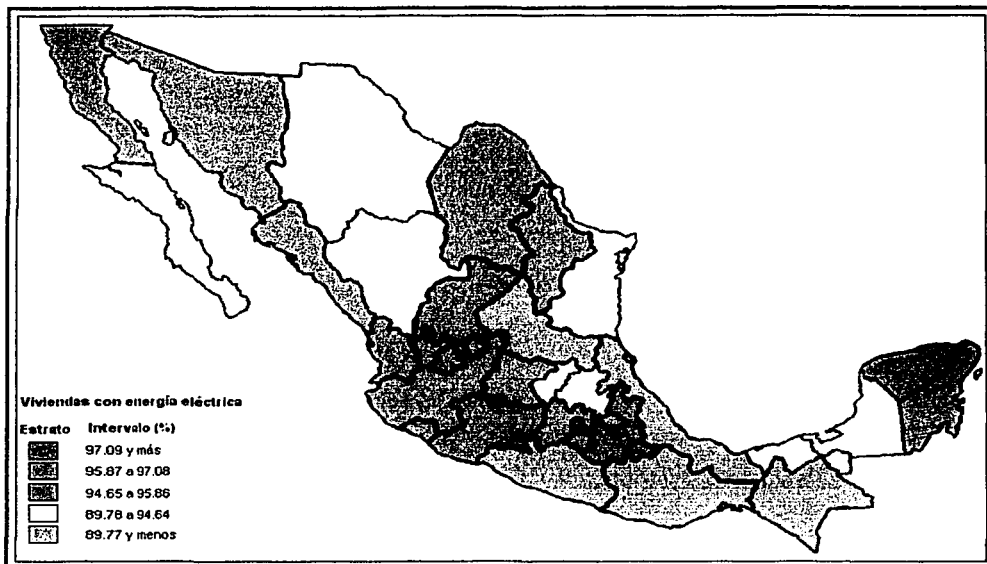 Viviendas con energía eléctrica
Estrato Intervalo (%)
97.09 y más
95.87 a 97.08
94.65 a 95.86
89.78 a 94.64
89.77 y menos